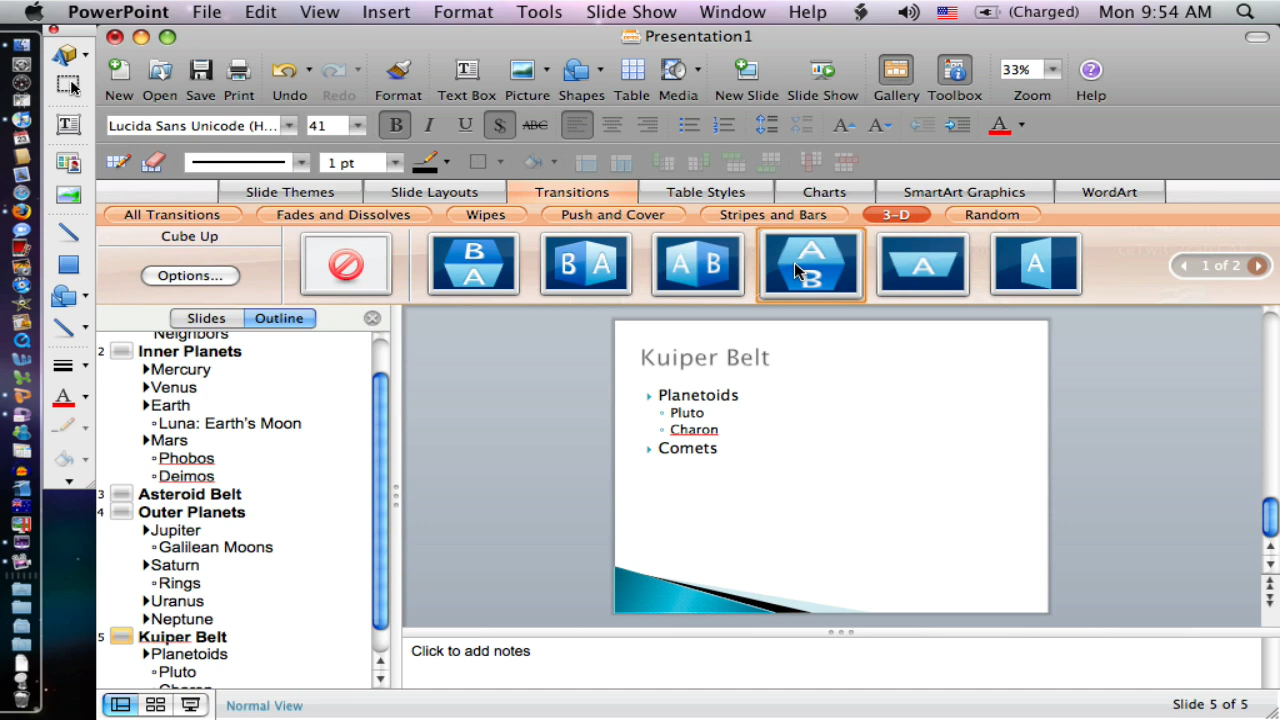 PowerPoint File Edit View Insert Format Tools Slide Show Window Help (Charged) Mon 9:54 AM
Presentation1
New Open Save Print Undo Redo Format Text Box Picture Shapes Table Media New Slide Slide Show Gallery Toolbox 33% Zoom Help
Lucida Sans Unicode (H... 41 B I U S ABC A A A
1 pt
Slide Themes Slide Layouts Transitions Table Styles Charts SmartArt Graphics WordArt
All Transitions Fades and Dissolves Wipes Push and Cover Stripes and Bars 3-D Random
Cube Up
Options...
B A B A A B A B A A
1 of 2
Slides Outline
Neighbors
2 Inner Planets
Mercury
Venus
Earth
Luna: Earth's Moon
Mars
Phobos
Deimos
3 Asteroid Belt
4 Outer Planets
Jupiter
Galilean Moons
Saturn
Rings
Uranus
Neptune
5 Kuiper Belt
Planetoids
Pluto
Charon
Kuiper Belt
Planetoids
Pluto
Charon
Comets
Click to add notes
Normal View
Slide 5 of 5